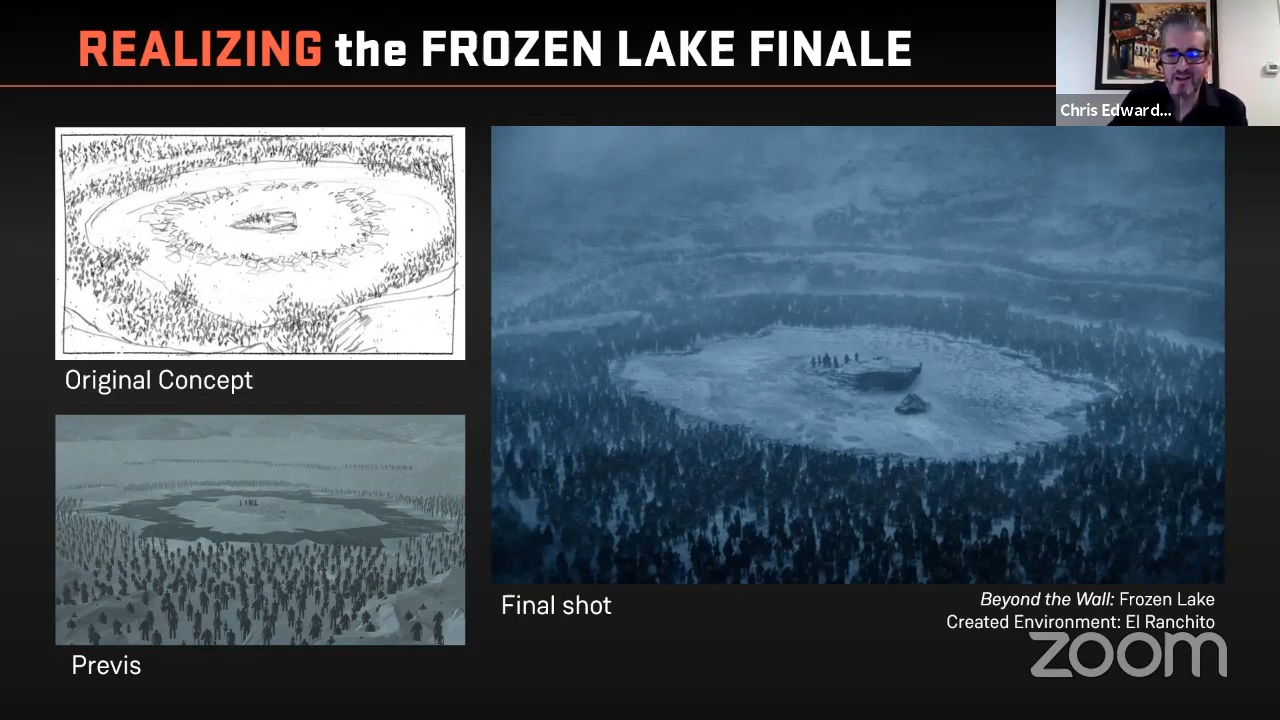 REALIZING the FROZEN LAKE FINALE
Chris Edward...
Original Concept
Previs
Final shot
Beyond the Wall: Frozen Lake
Created Environment: El Ranchito
zoom